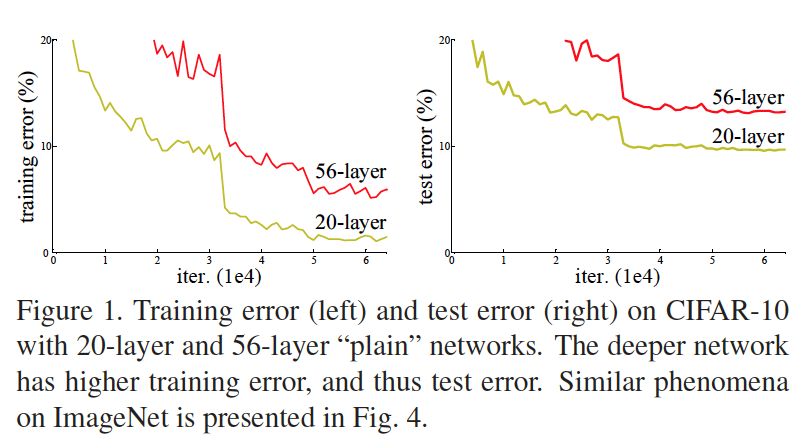 20
10
0
training error (%)
56-layer
20-layer
0 1 2 3 4 5 6
iter. (1e4)
20
10
0
test error (%)
56-layer
20-layer
0 1 2 3 4 5 6
iter. (1e4)
Figure 1. Training error (left) and test error (right) on CIFAR-10
with 20-layer and 56-layer “plain” networks. The deeper network
has higher training error, and thus test error. Similar phenomena
on ImageNet is presented in Fig. 4.